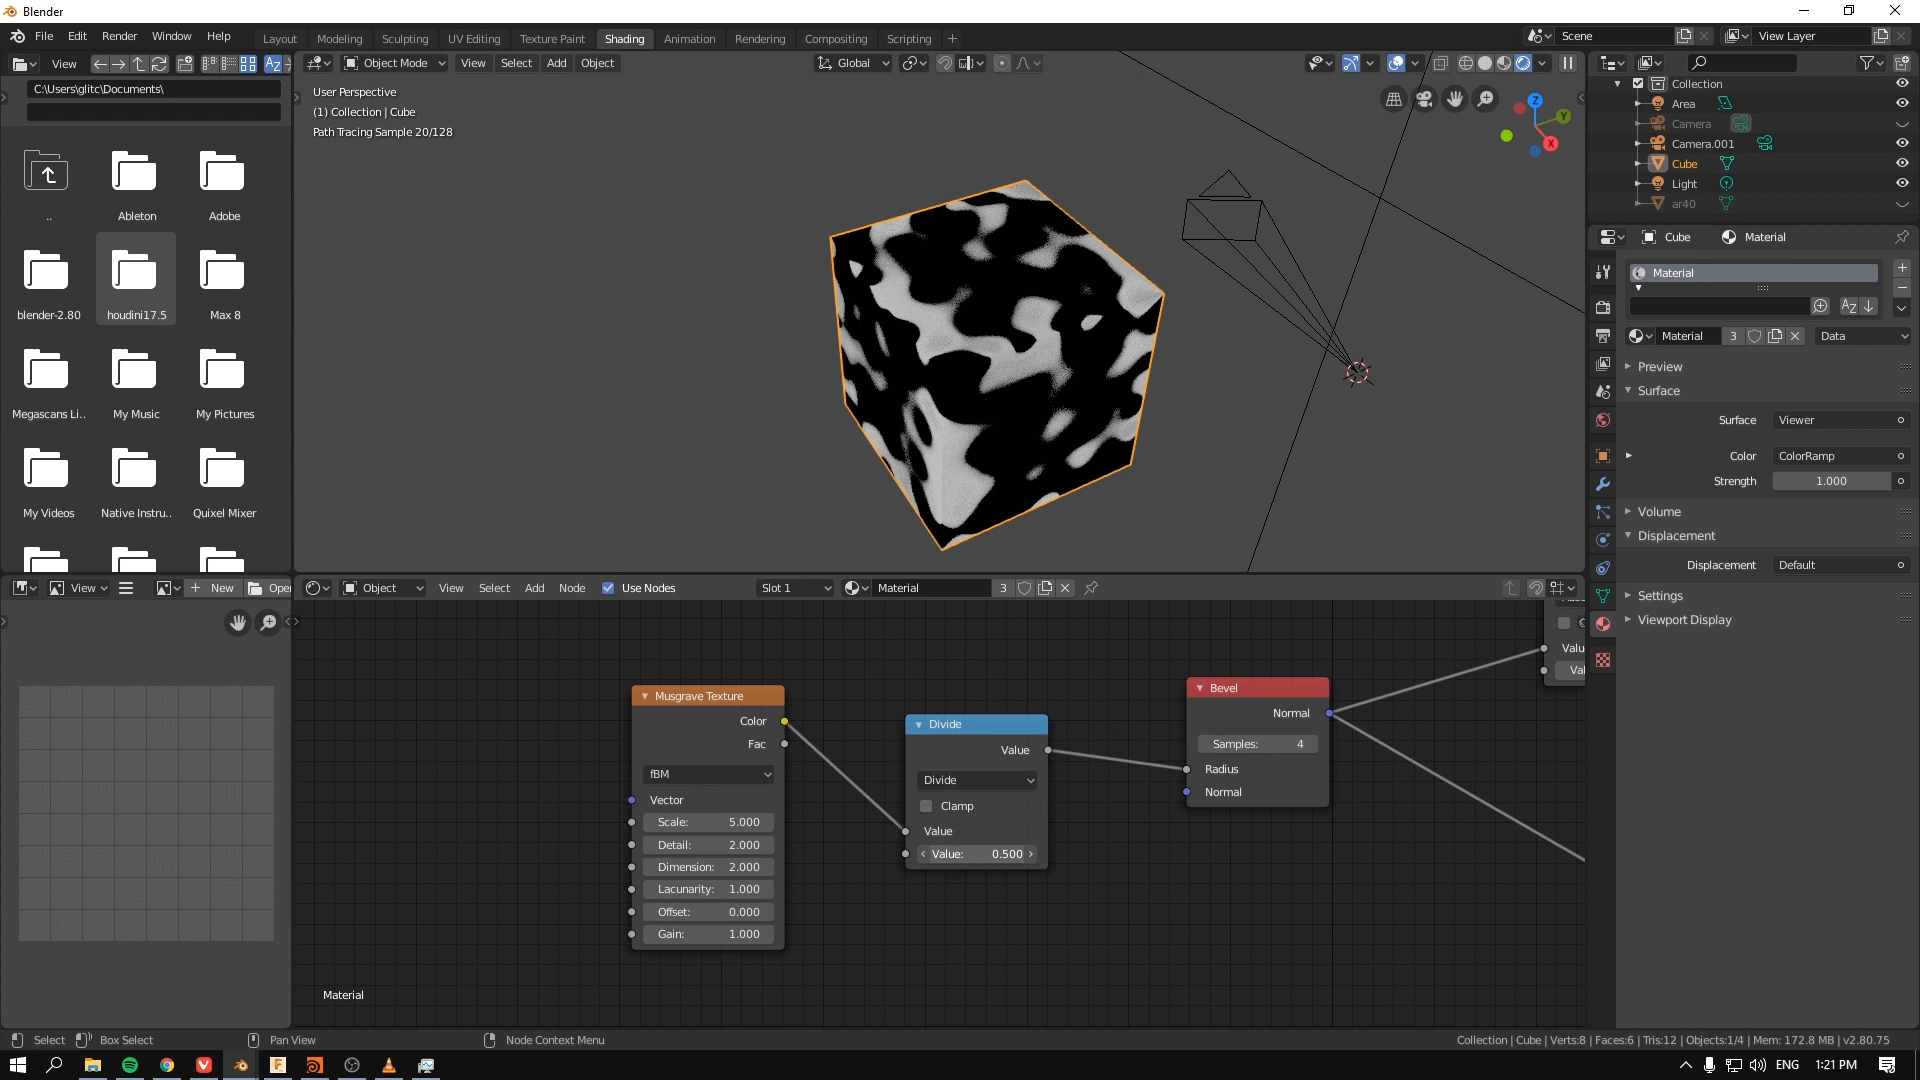 Blender
File Edit Render Window Help
Layout Modeling Sculpting UV Editing Texture Paint Shading Animation Rendering Compositing Scripting +
Scene
View Layer
View
C:\Users\glitc\Documents\
..
Ableton
Adobe
blender-2.80
houdini17.5
Max 8
Megascans Li..
My Music
My Pictures
My Videos
Native Instru..
Quixel Mixer
Object Mode View Select Add Object
Global
User Perspective
(1) Collection | Cube
Path Tracing Sample 20/128
Z
Y
X
Collection
Area
Camera
Camera.001
Cube
Light
ar40
Cube Material
Material
Material 3 Data
Preview
Surface
Surface Viewer
Color ColorRamp
Strength 1.000
Volume
Displacement
Displacement Default
Settings
Viewport Display
View New Open
Object View Select Add Node Use Nodes Slot 1 Material 3
Musgrave Texture
Color
Fac
fBM
Vector
Scale: 5.000
Detail: 2.000
Dimension: 2.000
Lacunarity: 1.000
Offset: 0.000
Gain: 1.000
Divide
Value
Divide
Clamp
Value
Value: 0.500
Bevel
Normal
Samples: 4
Radius
Normal
Material
Select Box Select Pan View Node Context Menu
Collection | Cube | Verts:8 | Faces:6 | Tris:12 | Objects:1/4 | Mem: 172.8 MB | v2.80.75
ENG 1:21 PM